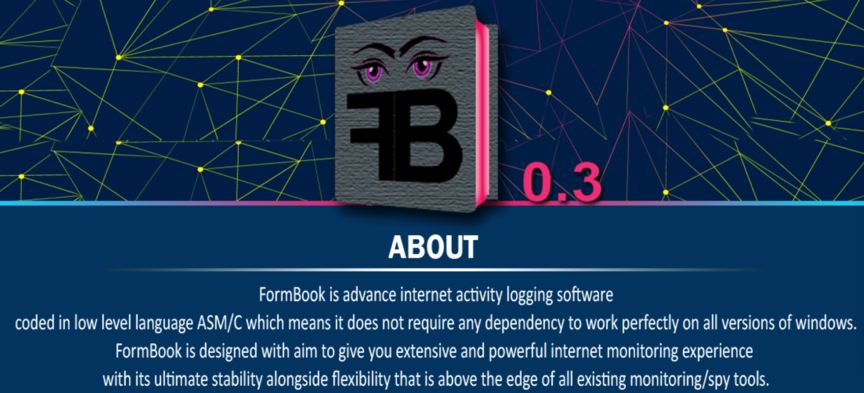 FB
0.3
ABOUT
FormBook is advance internet activity logging software
coded in low level language ASM/C which means it does not require any dependency to work perfectly on all versions of windows.
FormBook is designed with aim to give you extensive and powerful internet monitoring experience
with its ultimate stability alongside flexibility that is above the edge of all existing monitoring/spy tools.